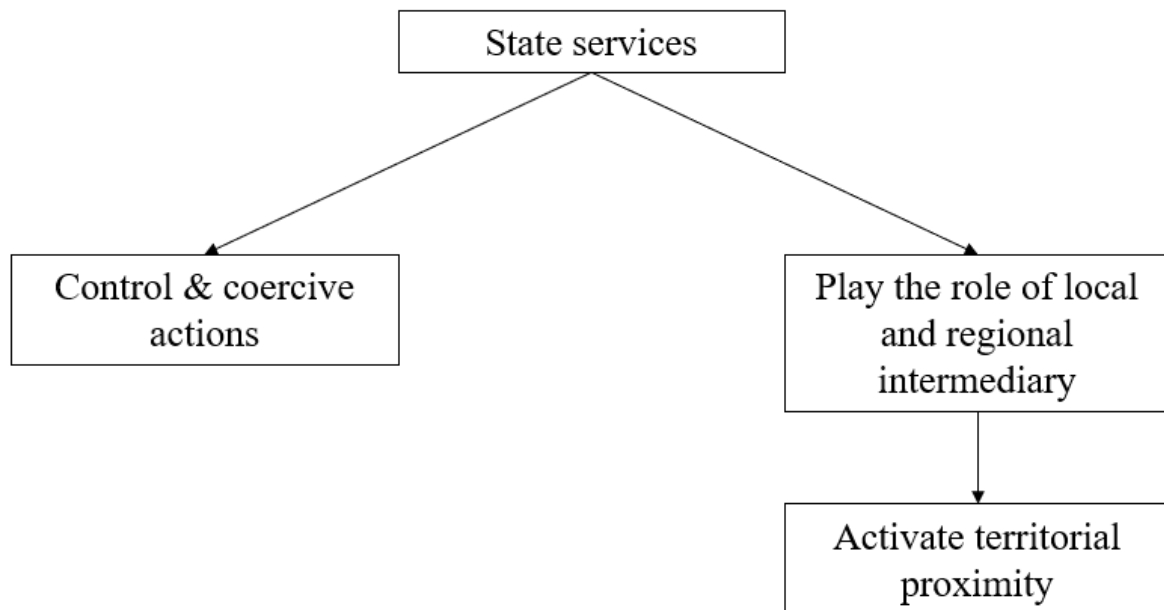 State services
Control & coercive
actions
Play the role of local
and regional
intermediary
Activate territorial
proximity